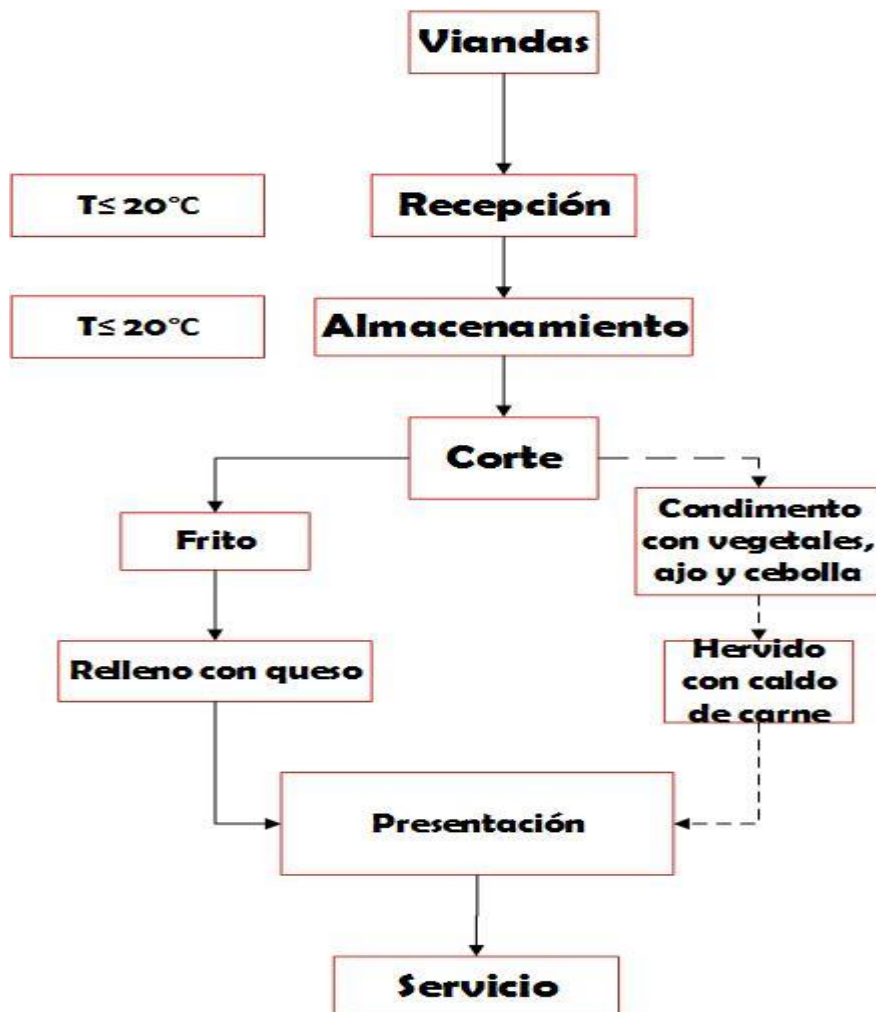 Viandas
T≤ 20°C
Recepción
T≤ 20°C
Almacenamiento
Corte
Frito
Condimento
con vegetales,
ajo y cebolla
Relleno con queso
Hervido
con caldo
de carne
Presentación
Servicio